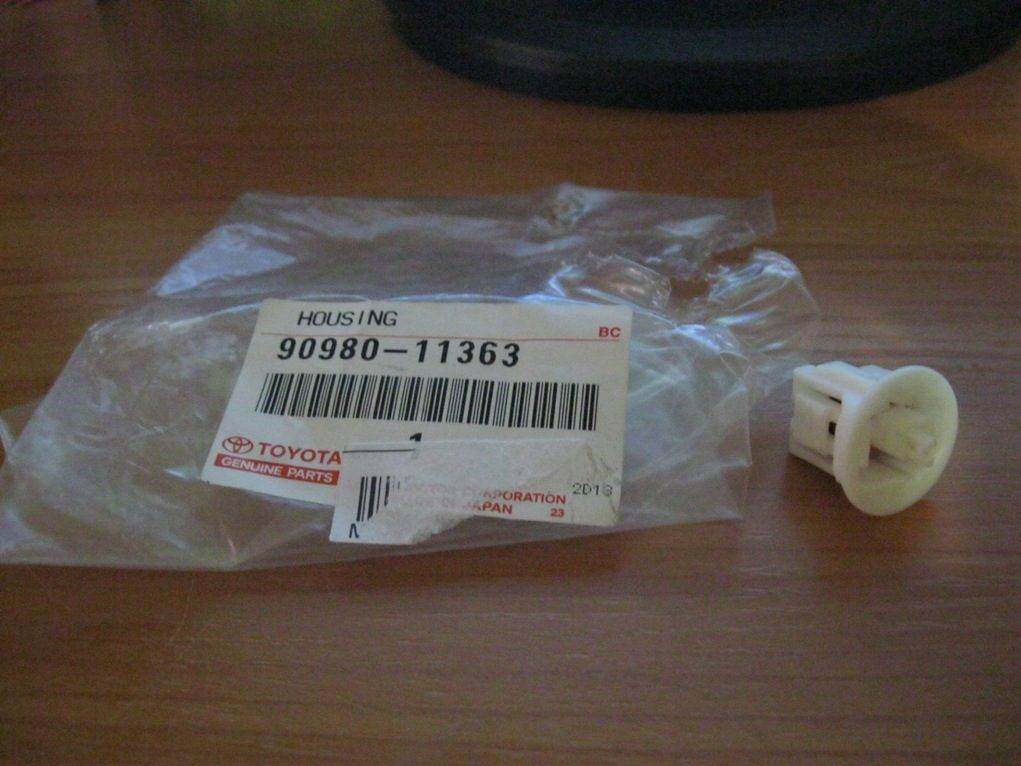 HOUSING
BC
90980-11363
1
TOYOTA
GENUINE PARTS
CORPORATION
JAPAN 23
2D13
N